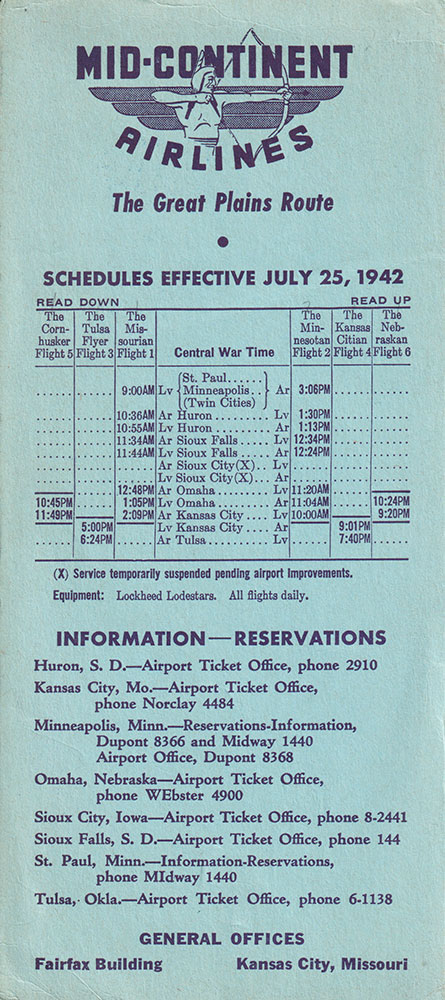 MID-CONTINENT
AIRLINES
The Great Plains Route
•
SCHEDULES EFFECTIVE JULY 25, 1942
READ DOWN READ UP
The Corn- husker Flight 5 | The Tulsa Flyer Flight 3 | The Mis- sourian Flight 1 | Central War Time | The Min- nesotan Flight 2 | The Kansas Citian Flight 4 | The Neb- raskan Flight 6
St. Paul......
9:00AM Lv Minneapolis.. Ar 3:06PM
(Twin Cities)
10:36AM Ar Huron........ Lv 1:30PM
10:55AM Lv Huron........ Ar 1:13PM
11:34AM Ar Sioux Falls.... Lv 12:34PM
11:44AM Lv Sioux Falls.... Ar 12:24PM
Ar Sioux City(X). Lv
Lv Sioux City(X). Ar
12:48PM Ar Omaha........ Lv 11:20AM
10:45PM 1:05PM Lv Omaha........ Ar 11:04AM 10:24PM
11:49PM 2:09PM Ar Kansas City.... Lv 10:00AM 9:20PM
5:00PM Lv Kansas City.... Ar 9:01PM
6:24PM Ar Tulsa.......... Lv 7:40PM
(X) Service temporarily suspended pending airport improvements.
Equipment: Lockheed Lodestars. All flights daily.
INFORMATION—RESERVATIONS
Huron, S. D.—Airport Ticket Office, phone 2910
Kansas City, Mo.—Airport Ticket Office,
phone Norclay 4484
Minneapolis, Minn.—Reservations-Information,
Dupont 8366 and Midway 1440
Airport Office, Dupont 8368
Omaha, Nebraska—Airport Ticket Office,
phone WEbster 4900
Sioux City, Iowa—Airport Ticket Office, phone 8-2441
Sioux Falls, S. D.—Airport Ticket Office, phone 144
St. Paul, Minn.—Information-Reservations,
phone MIdway 1440
Tulsa, Okla.—Airport Ticket Office, phone 6-1138
GENERAL OFFICES
Fairfax Building Kansas City, Missouri